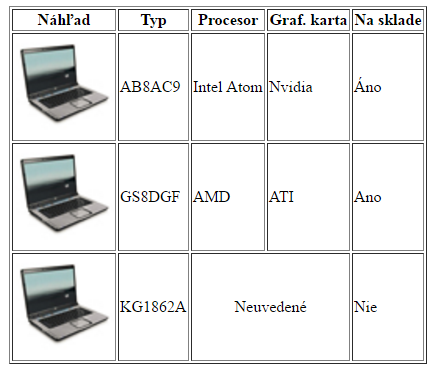 Náhľad Typ Procesor Graf. karta Na sklade
AB8AC9 Intel Atom Nvidia Áno
GS8DGF AMD ATI Ano
KG1862A Neuvedené Nie